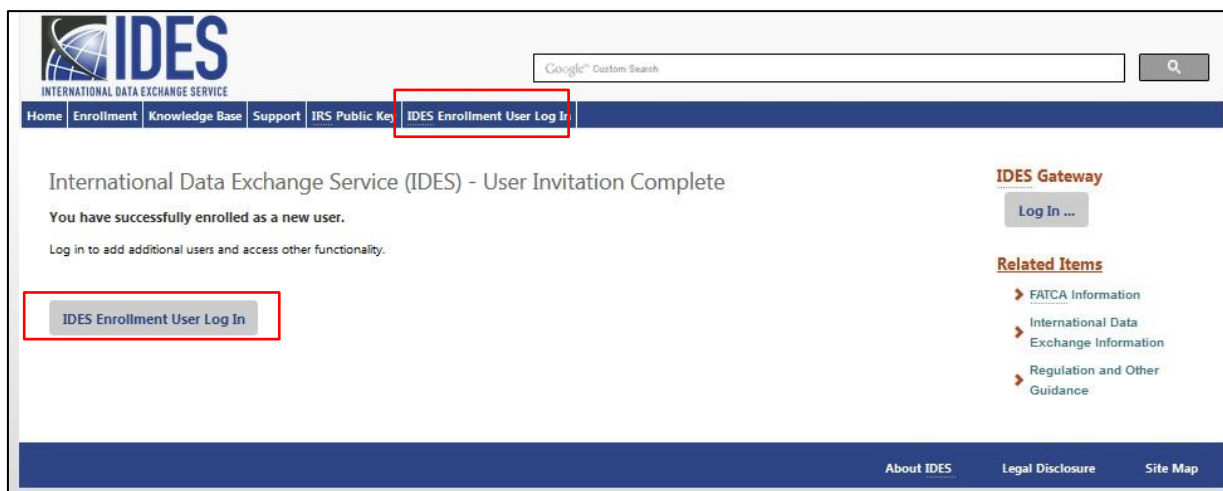 IDES
INTERNATIONAL DATA EXCHANGE SERVICE
Google™ Custom Search
Home Enrollment Knowledge Base Support IRS Public Key IDES Enrollment User Log In
International Data Exchange Service (IDES) - User Invitation Complete
You have successfully enrolled as a new user.
Log in to add additional users and access other functionality.
IDES Enrollment User Log In
IDES Gateway
Log In ...
Related Items
FATCA Information
International Data
Exchange Information
Regulation and Other
Guidance
About IDES Legal Disclosure Site Map